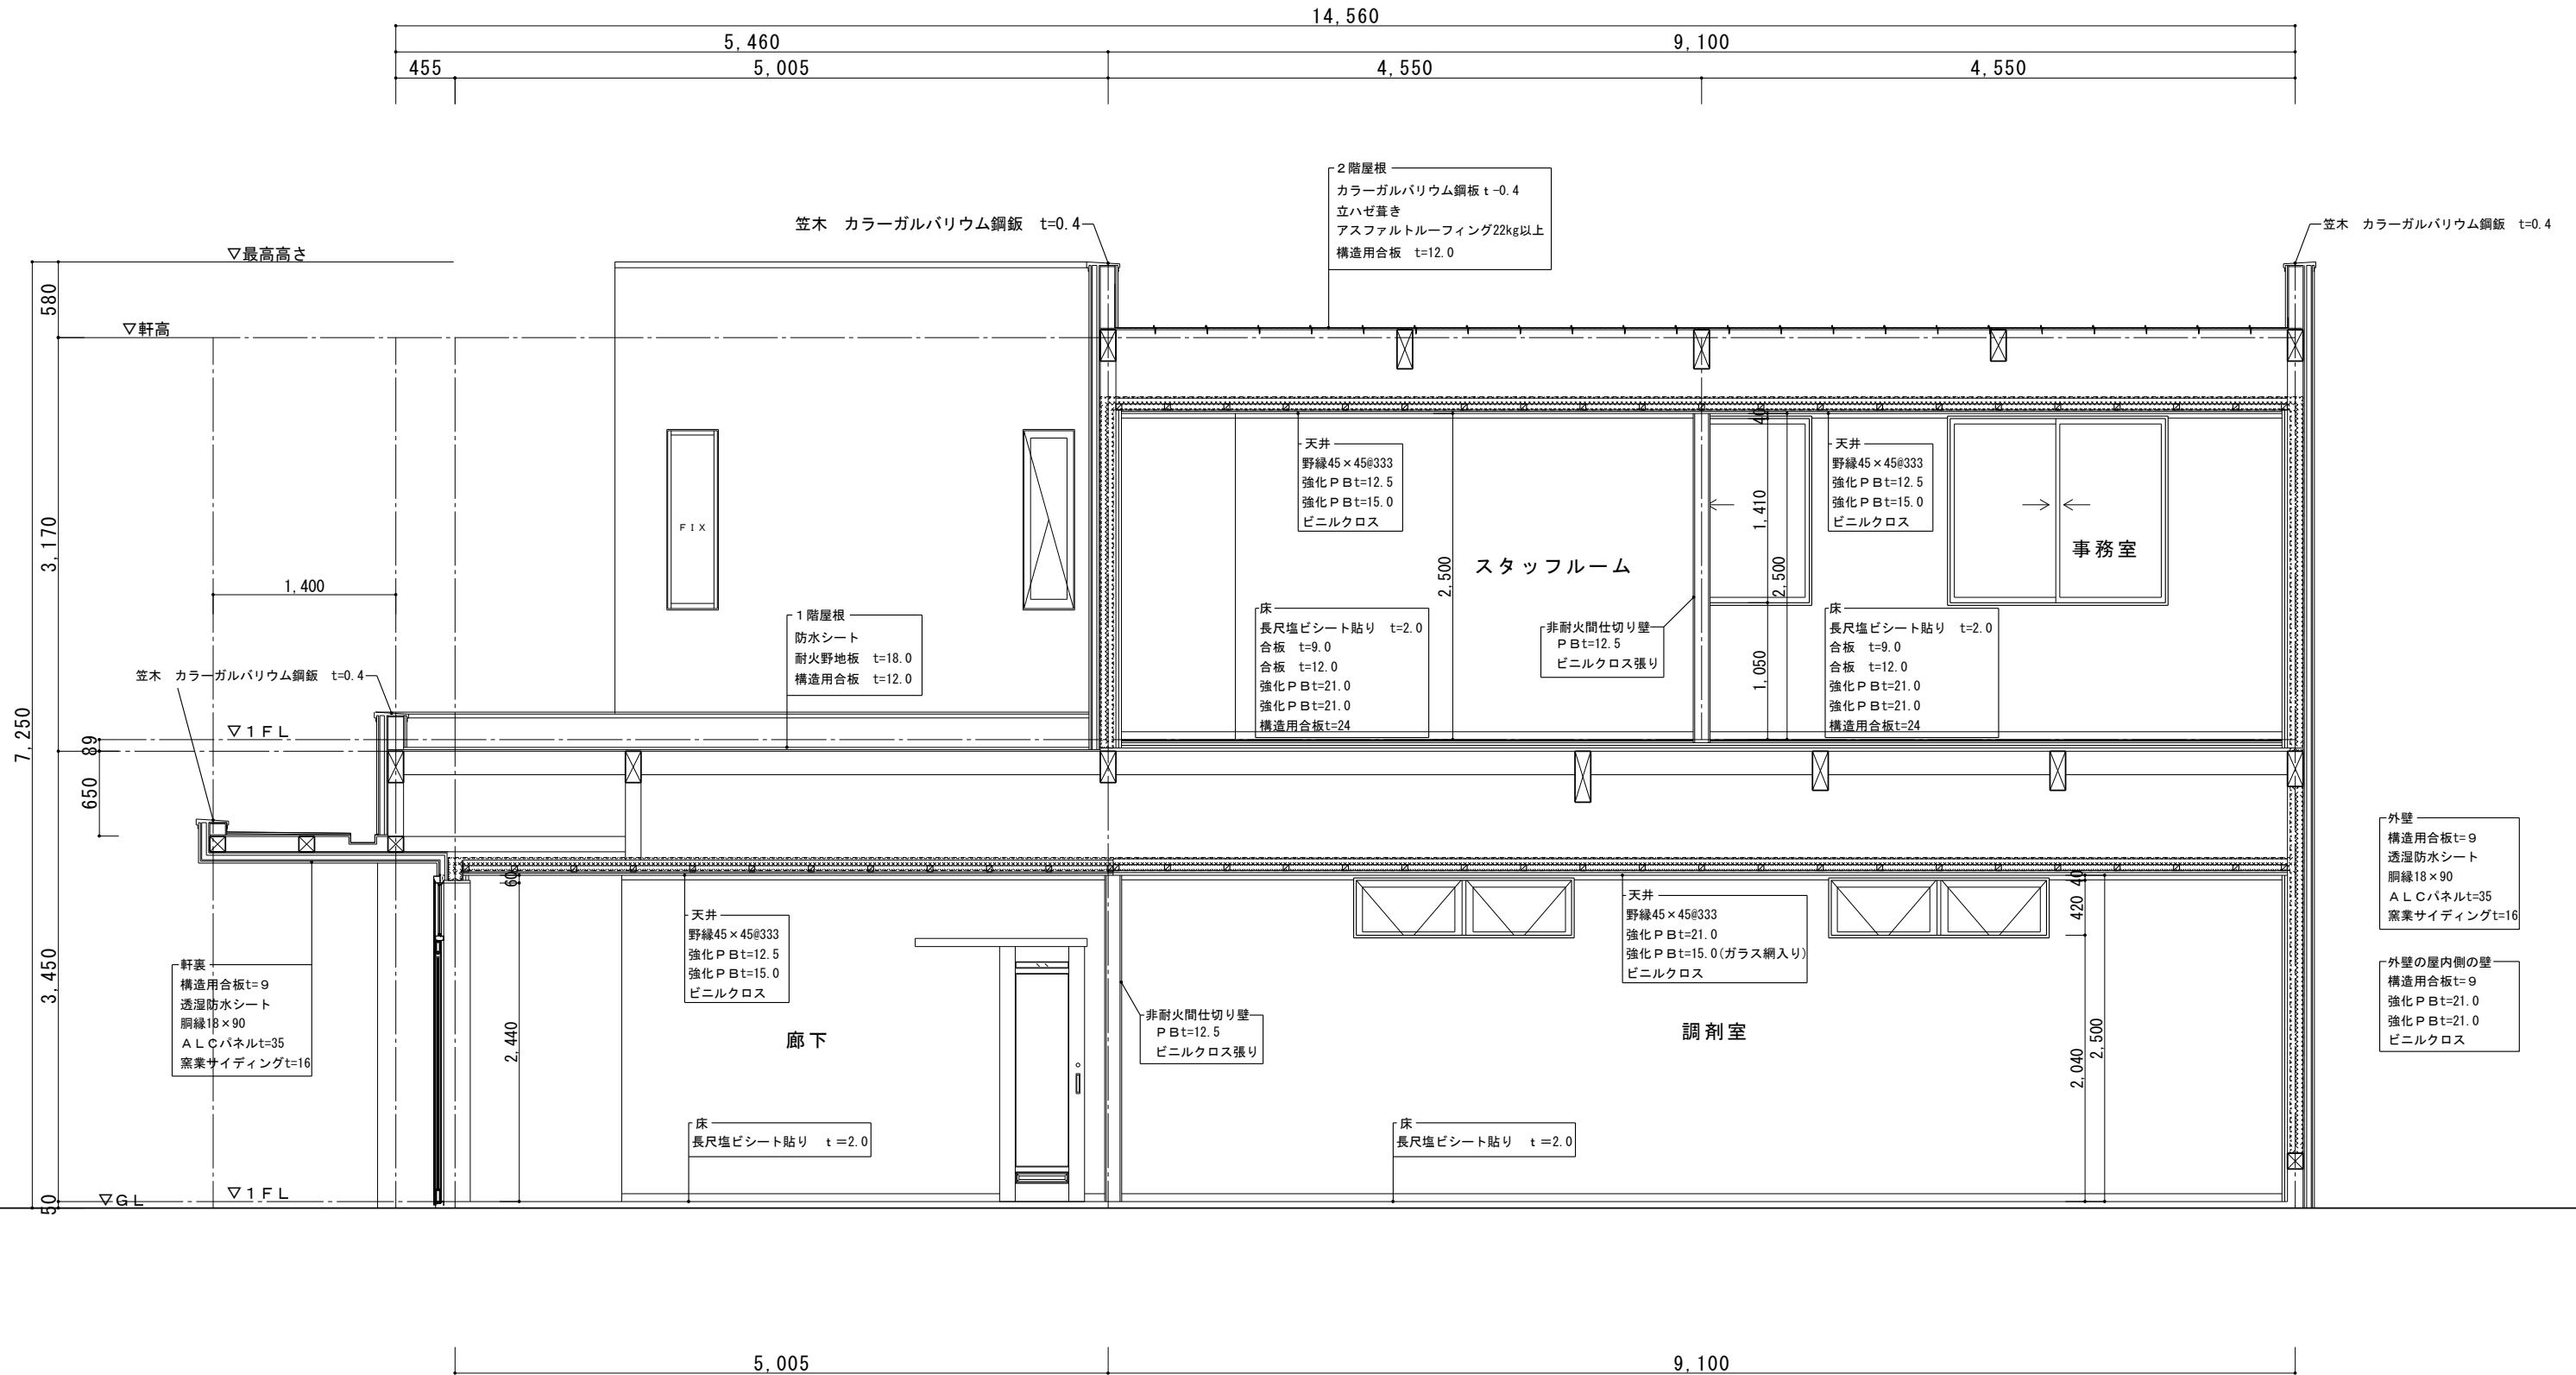 14,560
5,460
9,100
455
5,005
4,550
4,550
２階屋根
カラーガルバリウム鋼板ｔ-0.4
立ハゼ葺き
アスファルトルーフィング22kg以上
構造用合板　t=12.0
笠木　カラーガルバリウム鋼鈑　t=0.4
笠木　カラーガルバリウム鋼鈑　t=0.4
▽最高高さ
580
▽軒高
3,170
7,250
1,400
ＦＩＸ
天井
野縁45×45@333
強化ＰＢt=12.5
強化ＰＢt=15.0
ビニルクロス
2,500
スタッフルーム
40
1,410
1,050
2,500
天井
野縁45×45@333
強化ＰＢt=12.5
強化ＰＢt=15.0
ビニルクロス
事務室
１階屋根
防水シート
耐火野地板　t=18.0
構造用合板　t=12.0
床
長尺塩ビシート貼り　t=2.0
合板　t=9.0
合板　t=12.0
強化ＰＢt=21.0
強化ＰＢt=21.0
構造用合板t=24
非耐火間仕切り壁
ＰＢt=12.5
ビニルクロス張り
床
長尺塩ビシート貼り　t=2.0
合板　t=9.0
合板　t=12.0
強化ＰＢt=21.0
強化ＰＢt=21.0
構造用合板t=24
笠木　カラーガルバリウム鋼鈑　t=0.4
▽１ＦＬ
89
650
3,450
50
外壁
構造用合板t=９
透湿防水シート
胴縁18×90
ＡＬＣパネルt=35
窯業サイディングt=16
外壁の屋内側の壁
構造用合板t=９
強化ＰＢt=21.0
強化ＰＢt=21.0
ビニルクロス
軒裏
構造用合板t=９
透湿防水シート
胴縁18×90
ＡＬＣパネルt=35
窯業サイディングt=16
60
2,440
天井
野縁45×45@333
強化ＰＢt=12.5
強化ＰＢt=15.0
ビニルクロス
廊下
非耐火間仕切り壁
ＰＢt=12.5
ビニルクロス張り
天井
野縁45×45@333
強化ＰＢt=21.0
強化ＰＢt=15.0(ガラス網入り)
ビニルクロス
調剤室
40
420
2,040
2,500
床
長尺塩ビシート貼り　ｔ＝2.0
床
長尺塩ビシート貼り　ｔ＝2.0
▽ＧＬ
▽１ＦＬ
5,005
9,100